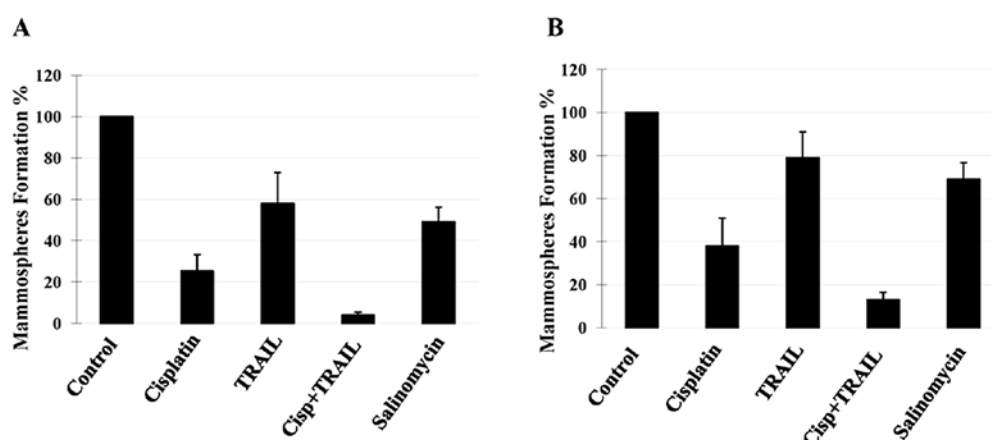 A
Mammospheres Formation %
120
100
80
60
40
20
0
Control
Cisplatin
TRAIL
Cisp+TRAIL
Salinomycin
B
Mammospheres Formation %
120
100
80
60
40
20
0
Control
Cisplatin
TRAIL
Cisp+TRAIL
Salinomycin